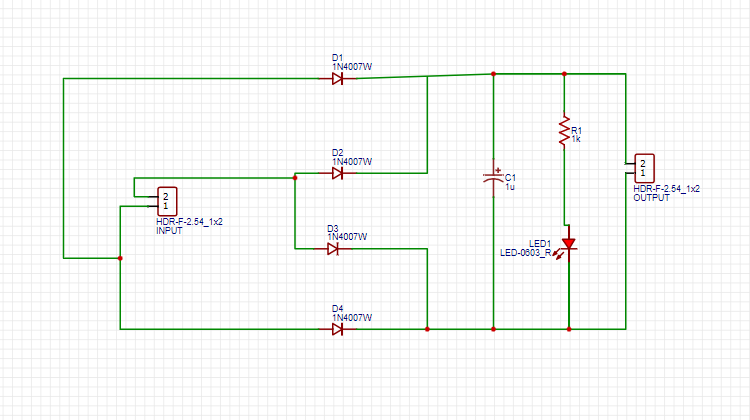 D1
1N4007W
D2
1N4007W
D3
1N4007W
D4
1N4007W
2
1
HDR-F-2.54_1x2
INPUT
+
C1
1u
R1
1k
LED1
LED-0603_R
2
1
HDR-F-2.54_1x2
OUTPUT